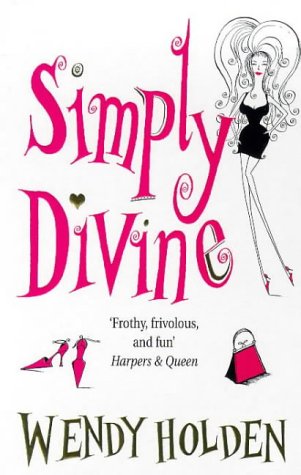 Simply
Divine
'Frothy, frivolous,
and fun'
Harpers & Queen
WENDY HOLDEN